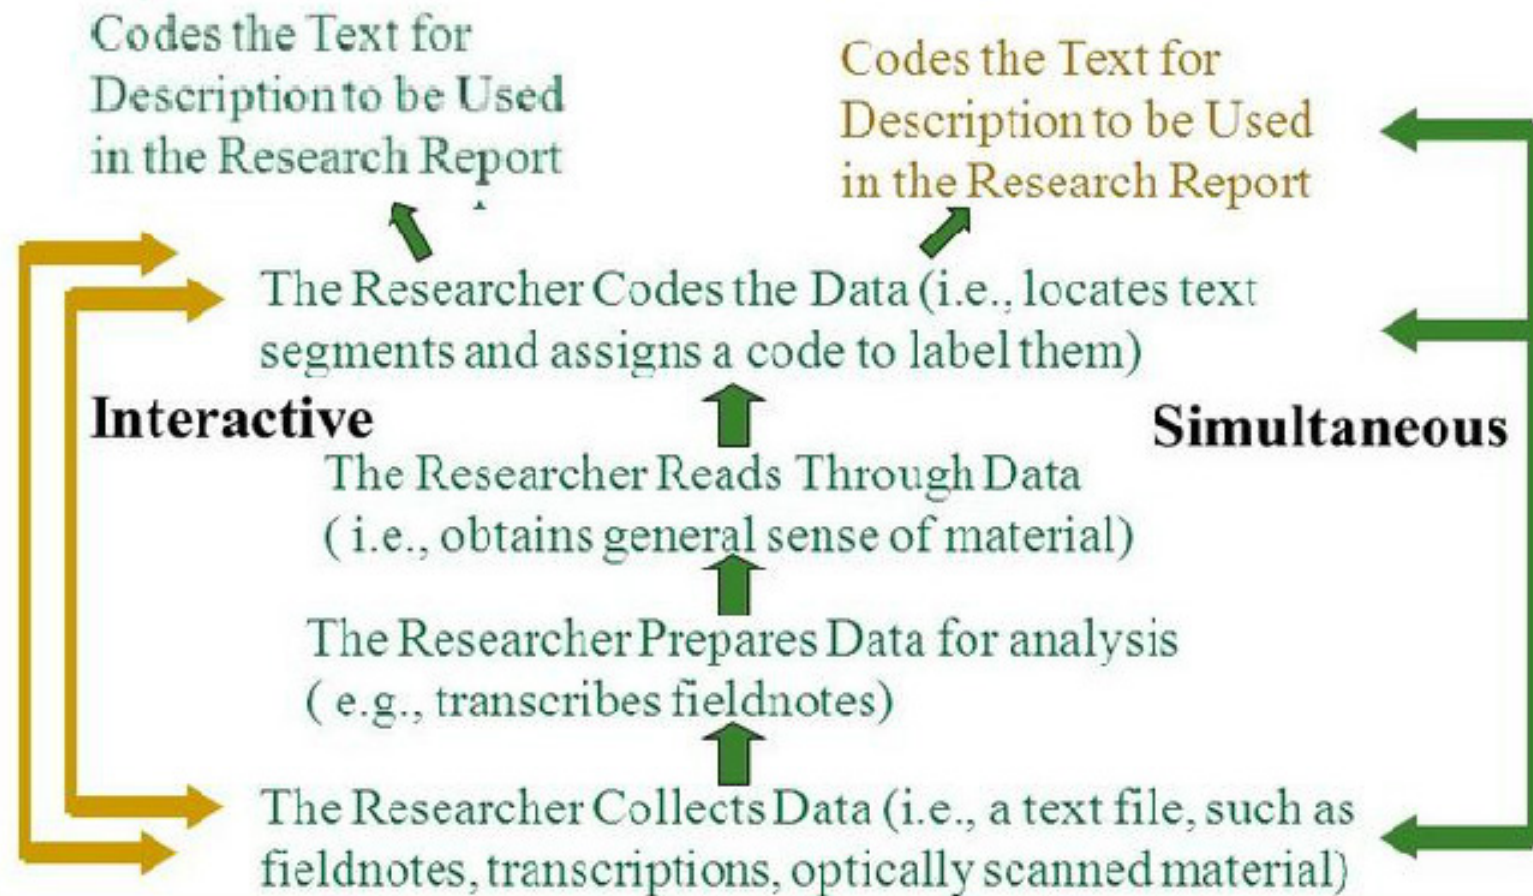 Codes the Text for
Description to be Used
in the Research Report
Codes the Text for
Description to be Used
in the Research Report
The Researcher Codes the Data (i.e., locates text
segments and assigns a code to label them)
Interactive
Simultaneous
The Researcher Reads Through Data
( i.e., obtains general sense of material)
The Researcher Prepares Data for analysis
( e.g., transcribes fieldnotes)
The Researcher Collects Data (i.e., a text file, such as
fieldnotes, transcriptions, optically scanned material)